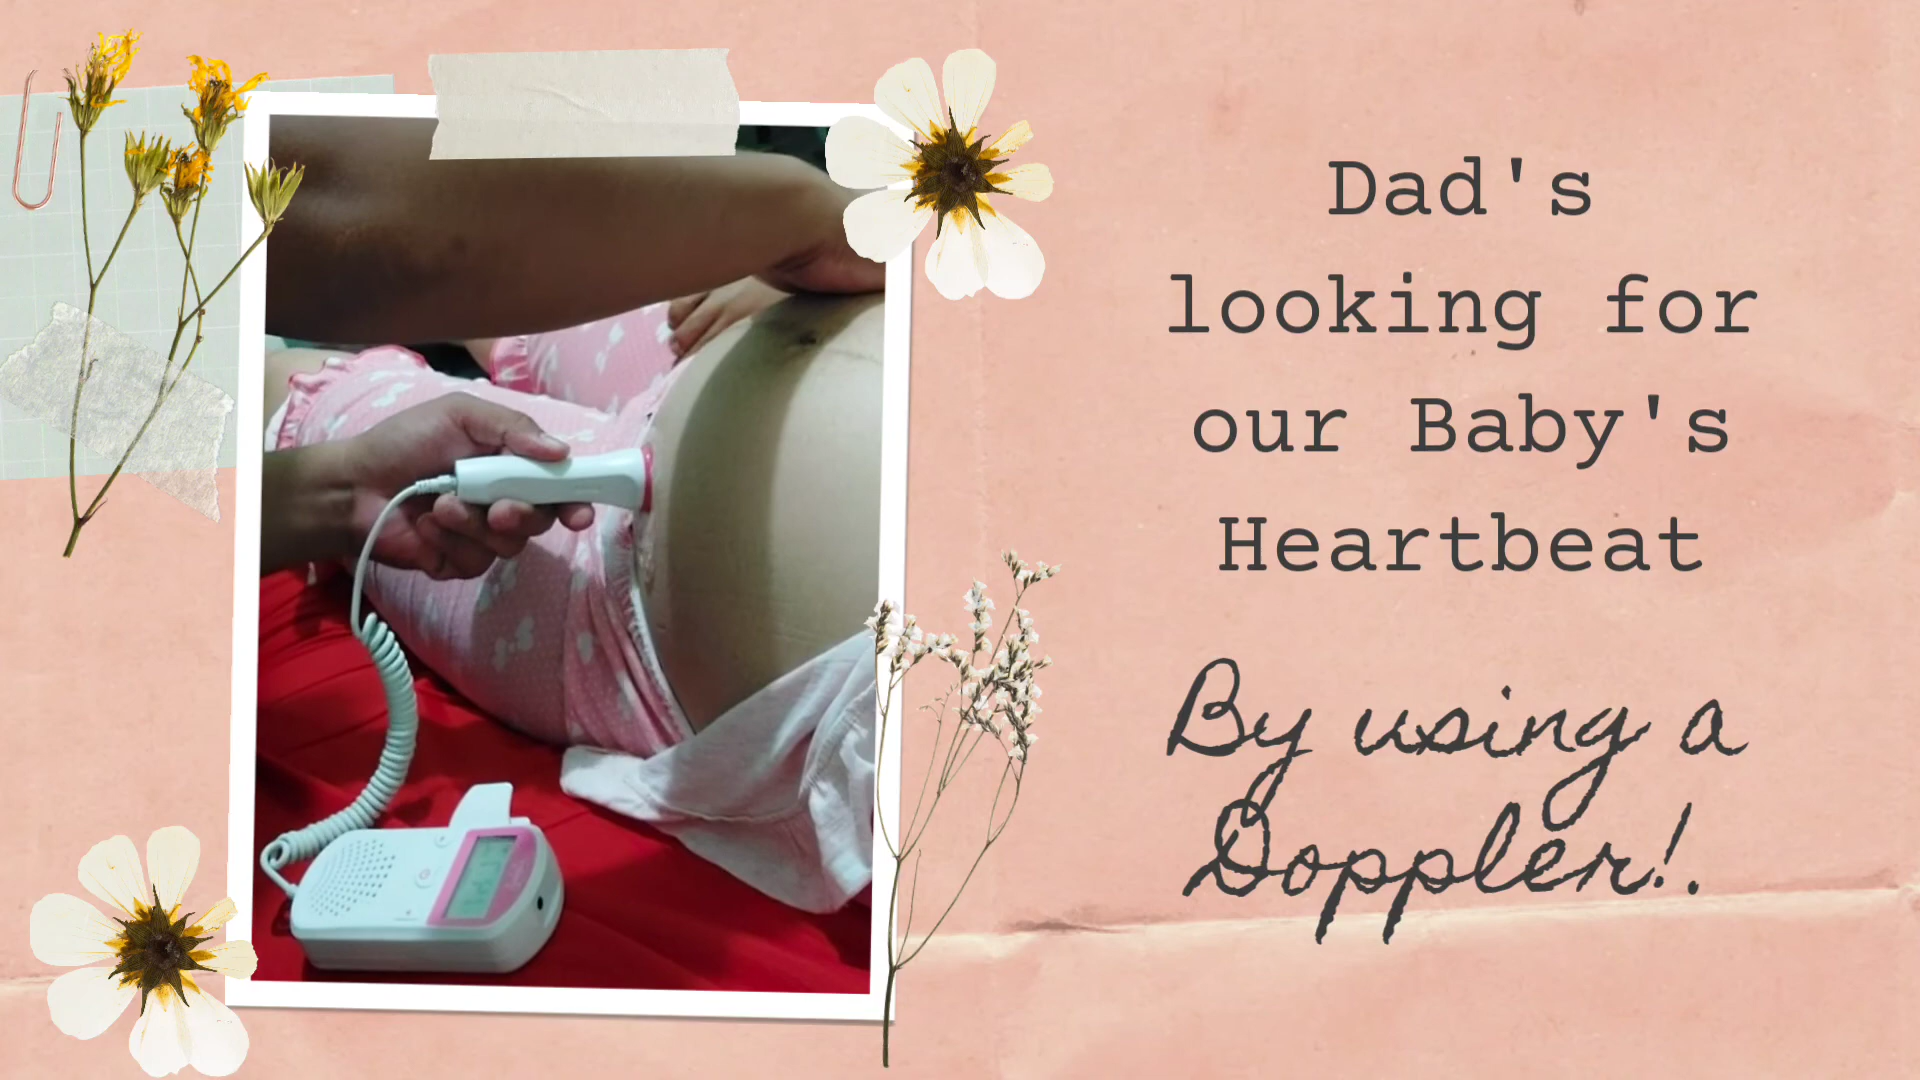 Dad's
looking for
our Baby's
Heartbeat
By using a
Doppler!.